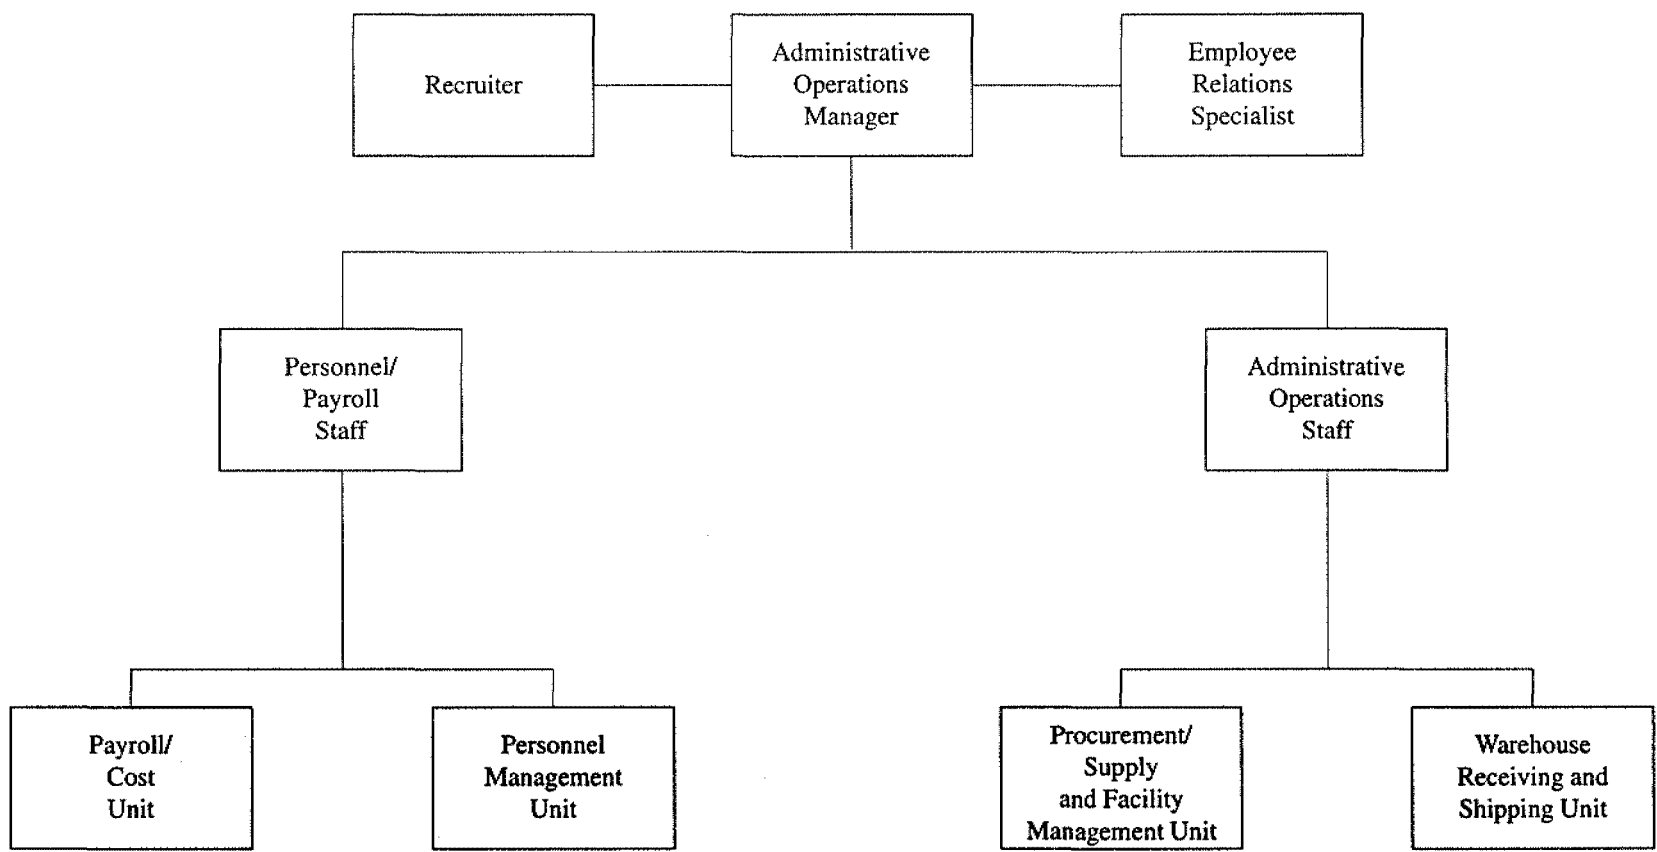 Recruiter
Administrative
Operations
Manager
Employee
Relations
Specialist
Personnel/
Payroll
Staff
Administrative
Operations
Staff
Payroll/
Cost
Unit
Personnel
Management
Unit
Procurement/
Supply
and Facility
Management Unit
Warehouse
Receiving and
Shipping Unit